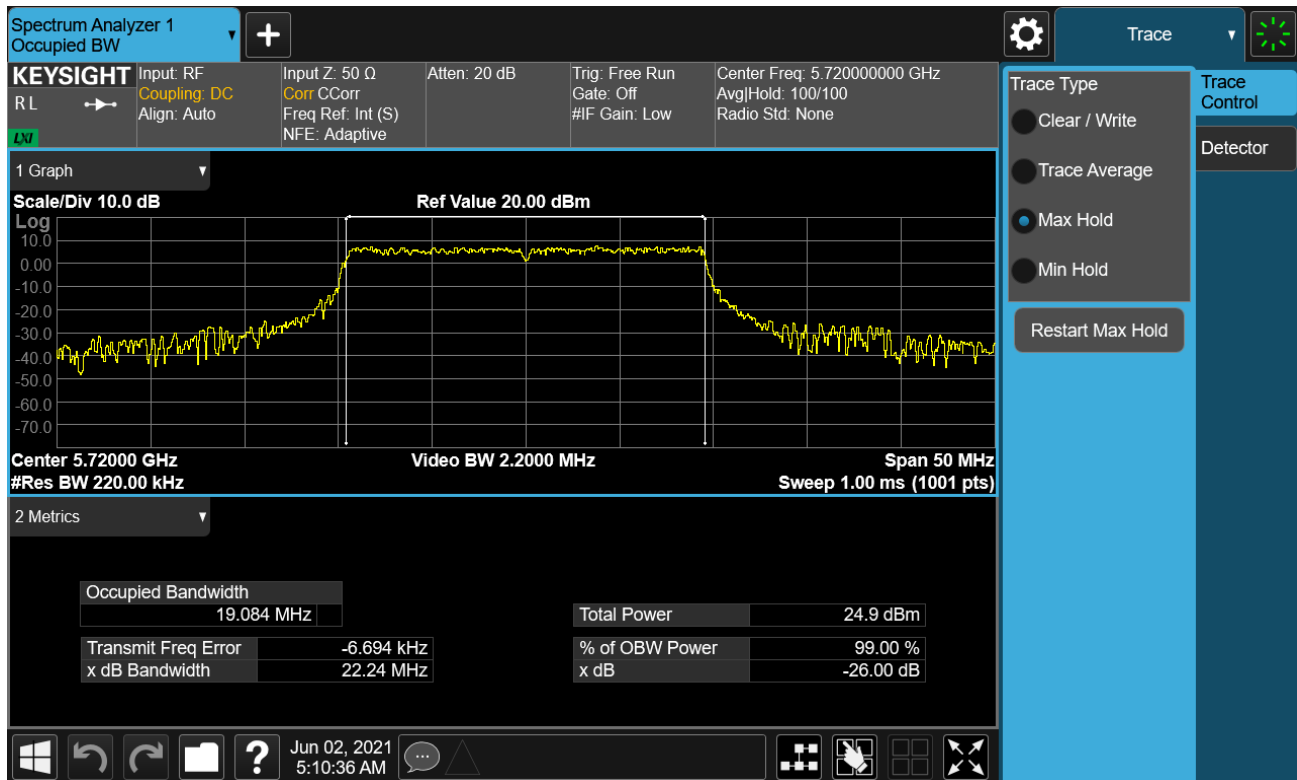 Spectrum Analyzer 1
Occupied BW
+
Trace
KEYSIGHT
R L
LXI
Input: RF
Coupling: DC
Align: Auto
Input Z: 50 Ω
Corr CCorr
Freq Ref: Int (S)
NFE: Adaptive
Atten: 20 dB
Trig: Free Run
Gate: Off
#IF Gain: Low
Center Freq: 5.720000000 GHz
Avg|Hold: 100/100
Radio Std: None
Trace Type
Clear / Write
Trace Average
Max Hold
Min Hold
Restart Max Hold
Trace
Control
Detector
1 Graph
Scale/Div 10.0 dB
Ref Value 20.00 dBm
Log
10.0
0.00
-10.0
-20.0
-30.0
-40.0
-50.0
-60.0
-70.0
Center 5.72000 GHz
Video BW 2.2000 MHz
Span 50 MHz
#Res BW 220.00 kHz
Sweep 1.00 ms (1001 pts)
2 Metrics
Occupied Bandwidth
19.084 MHz
Total Power 24.9 dBm
Transmit Freq Error -6.694 kHz
% of OBW Power 99.00 %
x dB Bandwidth 22.24 MHz
x dB -26.00 dB
?
Jun 02, 2021
5:10:36 AM